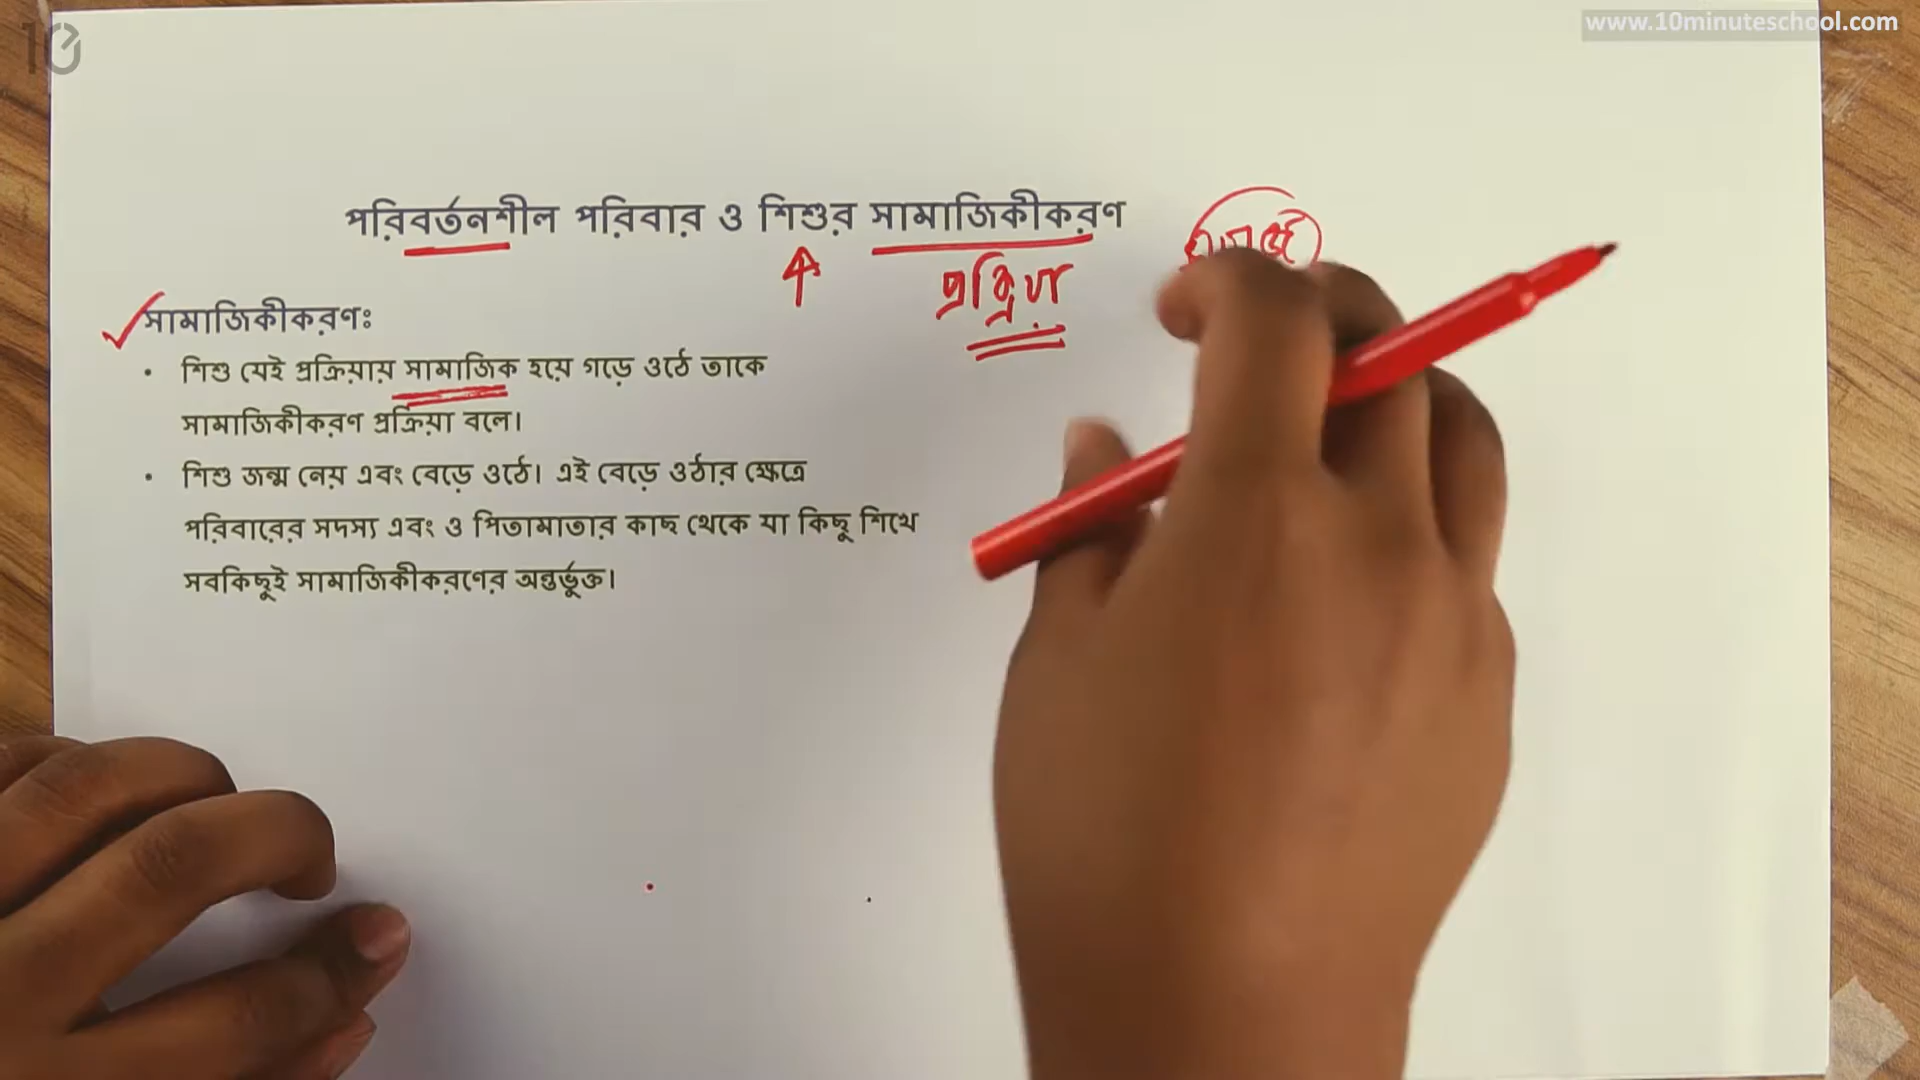 10
www.10minuteschool.com
পরিবর্তনশীল পরিবার ও শিশুর সামাজিকীকরণ
প্রক্রিয়া
সামাজিকীকরণঃ
• শিশু যেই প্রক্রিয়ায় সামাজিক হয়ে গড়ে ওঠে তাকে
সামাজিকীকরণ প্রক্রিয়া বলে।
• শিশু জন্ম নেয় এবং বেড়ে ওঠে। এই বেড়ে ওঠার ক্ষেত্রে
পরিবারের সদস্য এবং ও পিতামাতার কাছ থেকে যা কিছু শিখে
সবকিছুই সামাজিকীকরণের অন্তর্ভুক্ত।